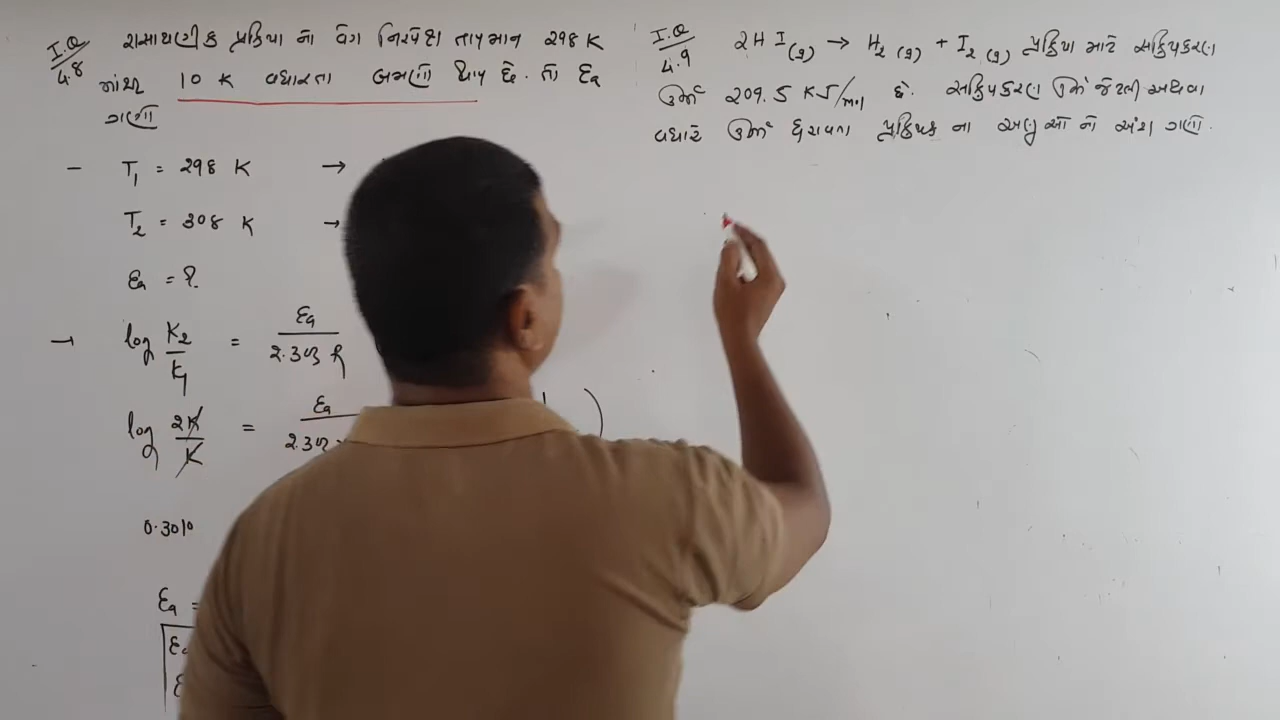 I.Q 4.8
રાસાયણીક પ્રક્રિયા નો વેગ નિરપેક્ષ તાપમાન 298 K
માંથી 10 K વધારતા બમણો થાય છે. તો Ea
ગણો
- T₁ = 298 K →
T₂ = 308 K →
Ea = ?
→ log K₂/K₁ = Ea/2.303 R
log 2K/K = Ea/2.303
0.3010
Ea =
I.Q 4.9
2HI(g) → H₂(g) + I₂(g) પ્રક્રિયા માટે સક્રિયકરણ
ઉર્જા 209.5 KJ/mol છે. સક્રિયકરણ ઉર્જા જેટલી અથવા
વધારે ઉર્જા ધરાવતા પ્રક્રિયક ના અણુઓ નો અંશ ગણો.